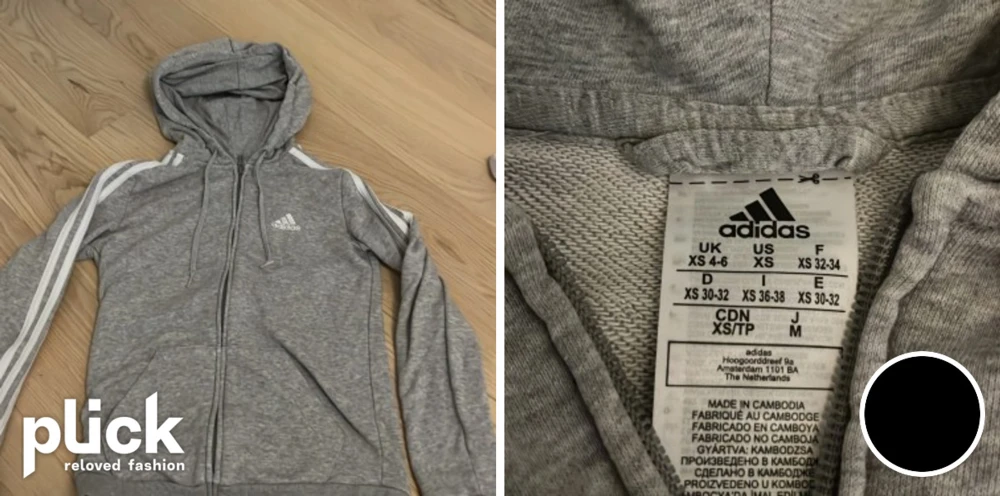 adidas
plick
reloved fashion
adidas
UK US F
XS 4-6 XS XS 32-34
D I E
XS 30-32 XS 36-38 XS 30-32
CDN J
XS/TP M
adidas
Hoogoorddreef 9a
Amsterdam 1101 BA
The Netherlands
MADE IN CAMBODIA
FABRIQUÉ AU CAMBODGE
FABRICADO EN CAMBOYA
FABRICADO NO CAMBOJA
GYÁRTVA: KAMBODZSA
ПРОИЗВЕДЕНО В КАМБОДЖ
СДЕЛАНО В КАМБОДЖЕ
PROIZVEDENO U KOMBOD